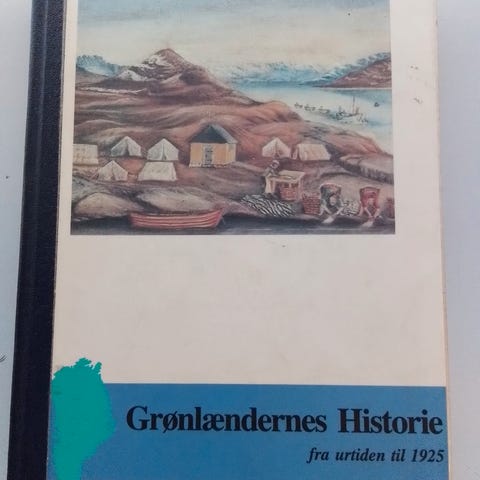 Grønlændernes Historie
fra urtiden til 1925